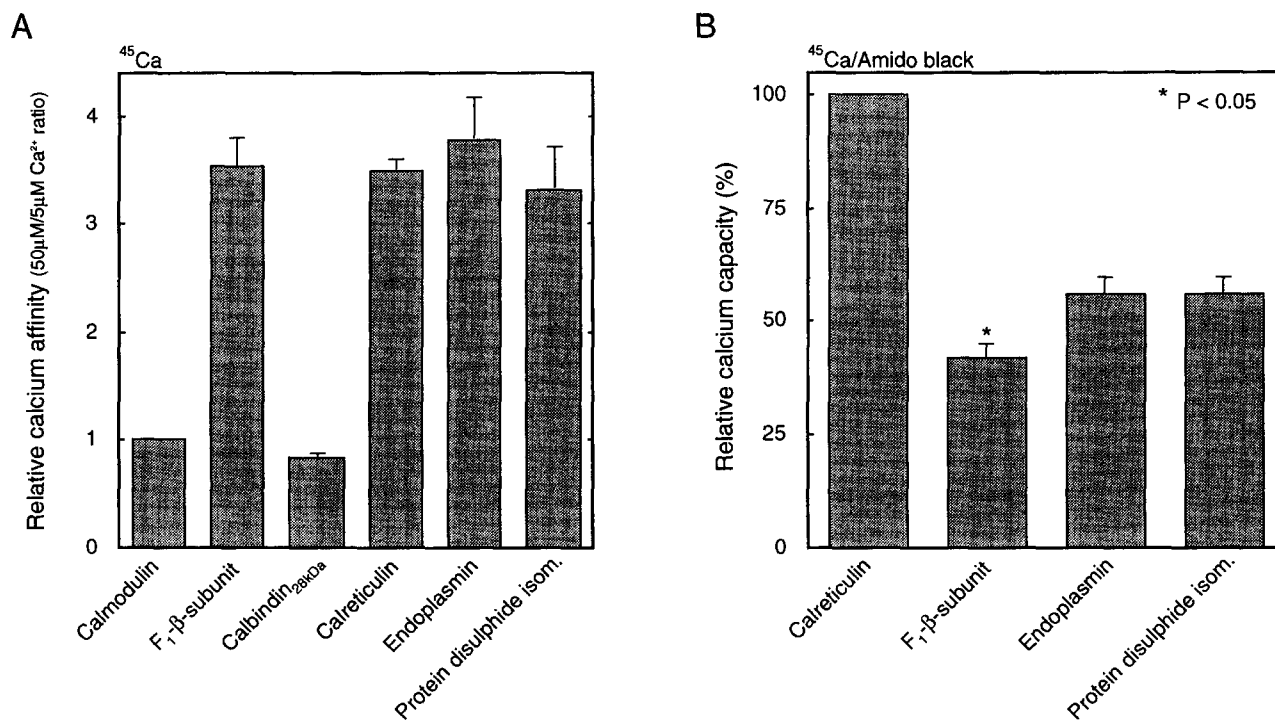 A
⁴⁵Ca
Relative calcium affinity (50μM/5μM Ca²⁺ ratio)
4
3
2
1
0
Calmodulin
F₁-β-subunit
Calbindin₂₈ₖDₐ
Calreticulin
Endoplasmin
Protein disulphide isom.
B
⁴⁵Ca/Amido black
* P < 0.05
Relative calcium capacity (%)
100
75
50
25
0
*
Calreticulin
F₁-β-subunit
Endoplasmin
Protein disulphide isom.